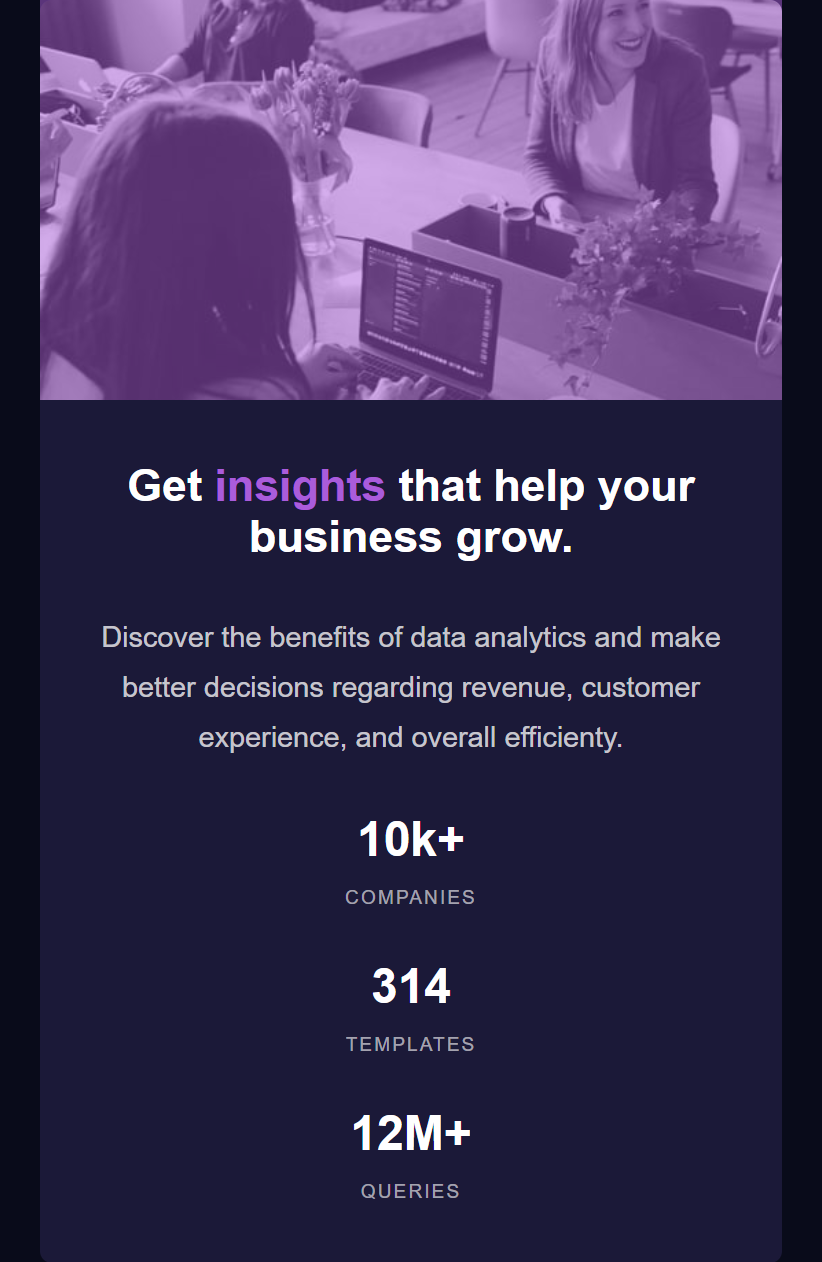 Get insights that help your
business grow.
Discover the benefits of data analytics and make
better decisions regarding revenue, customer
experience, and overall efficienty.
10k+
COMPANIES
314
TEMPLATES
12M+
QUERIES